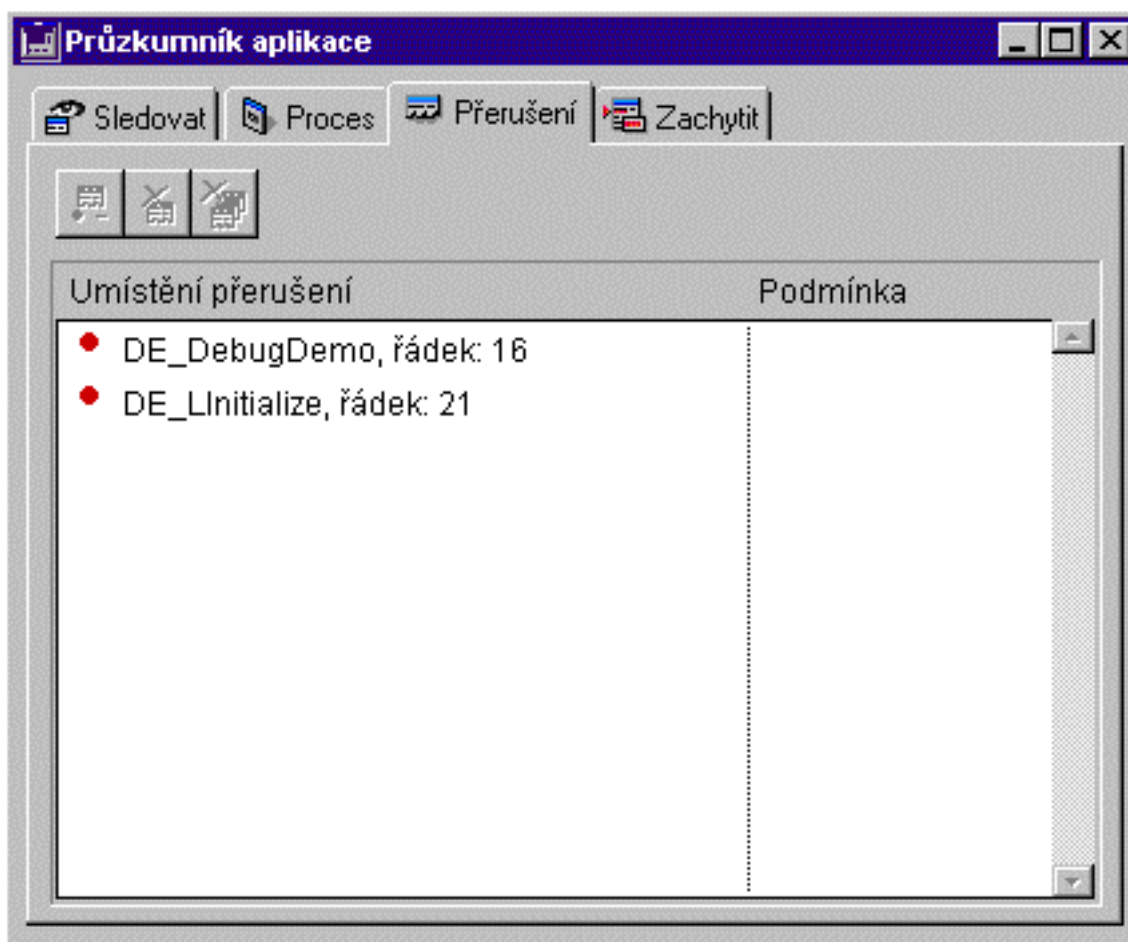 Průzkumník aplikace
Sledovat Proces Přerušení Zachytit
Umístění přerušení Podmínka
DE_DebugDemo, řádek: 16
DE_LInitialize, řádek: 21